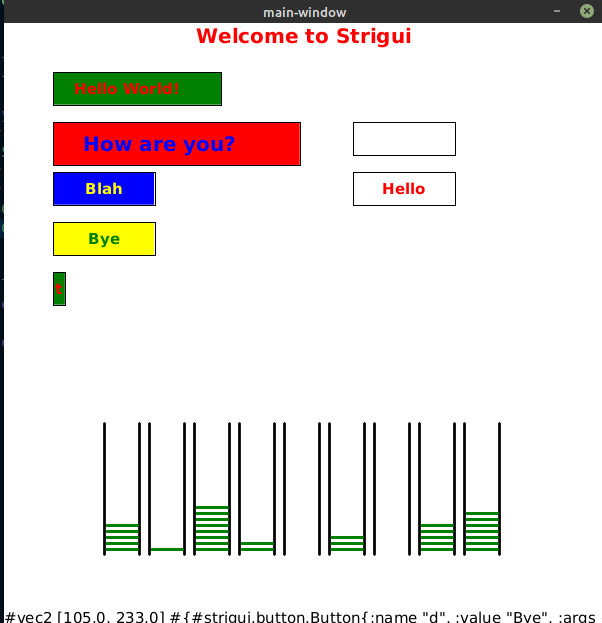 main-window
Welcome to Strigui
Hello World!
How are you?
Blah
Hello
Bye
t
#vec2 [105.0, 233.0] #{#strigui.button.Button{:name "d", :value "Bye", :args